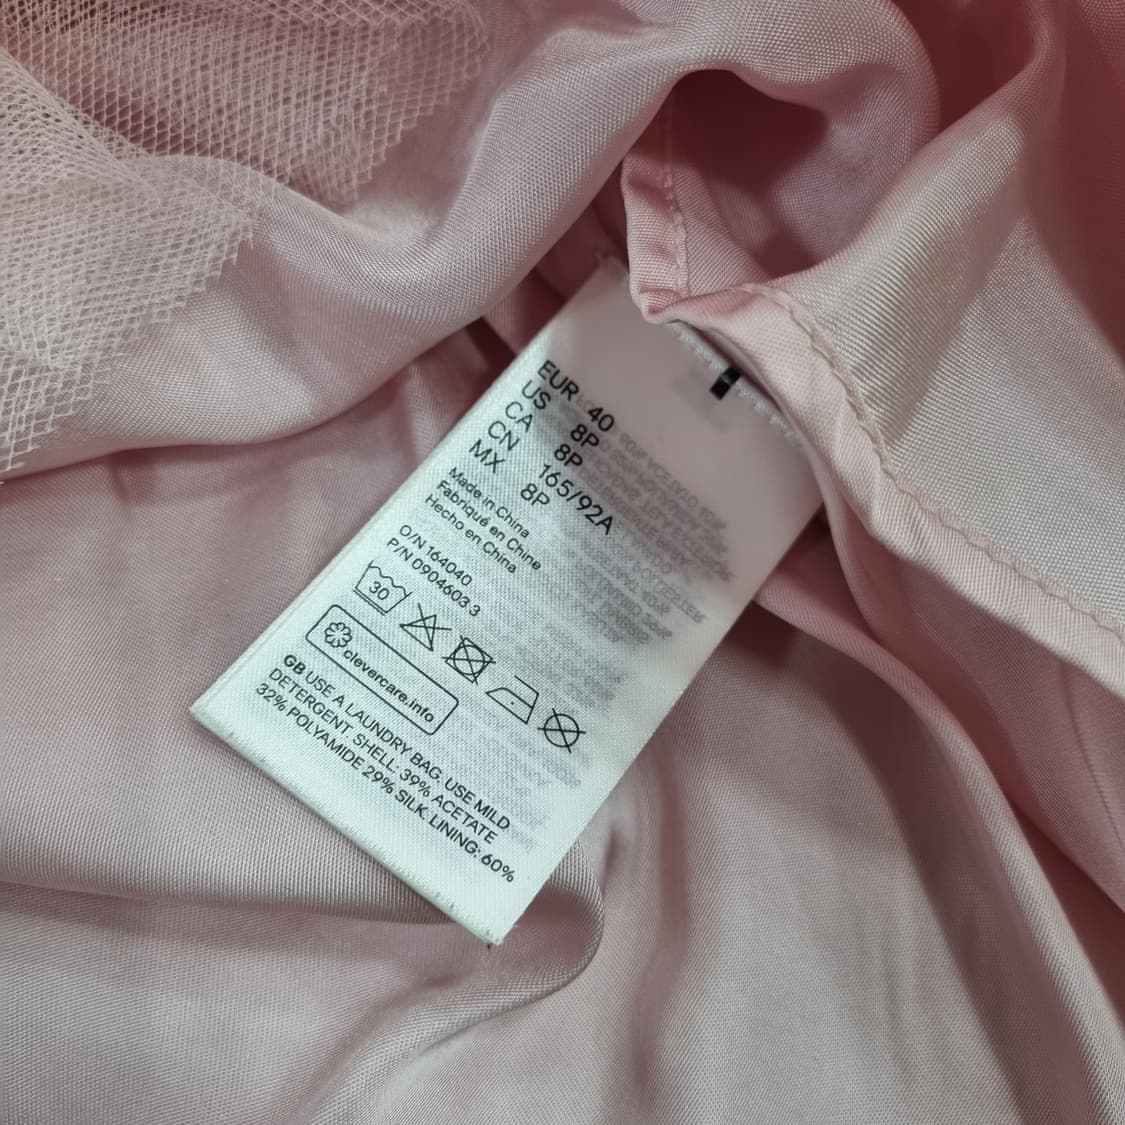 EUR 40
US 8P
CA 8P
CN 165/92A
MX 8P
Made in China
Fabriqué en Chine
Hecho en China
O/N 164040
P/N 0904603 3
30
clevercare.info
GB USE A LAUNDRY BAG. USE MILD
DETERGENT. SHELL: 39% ACETATE
32% POLYAMIDE 29% SILK. LINING: 60%